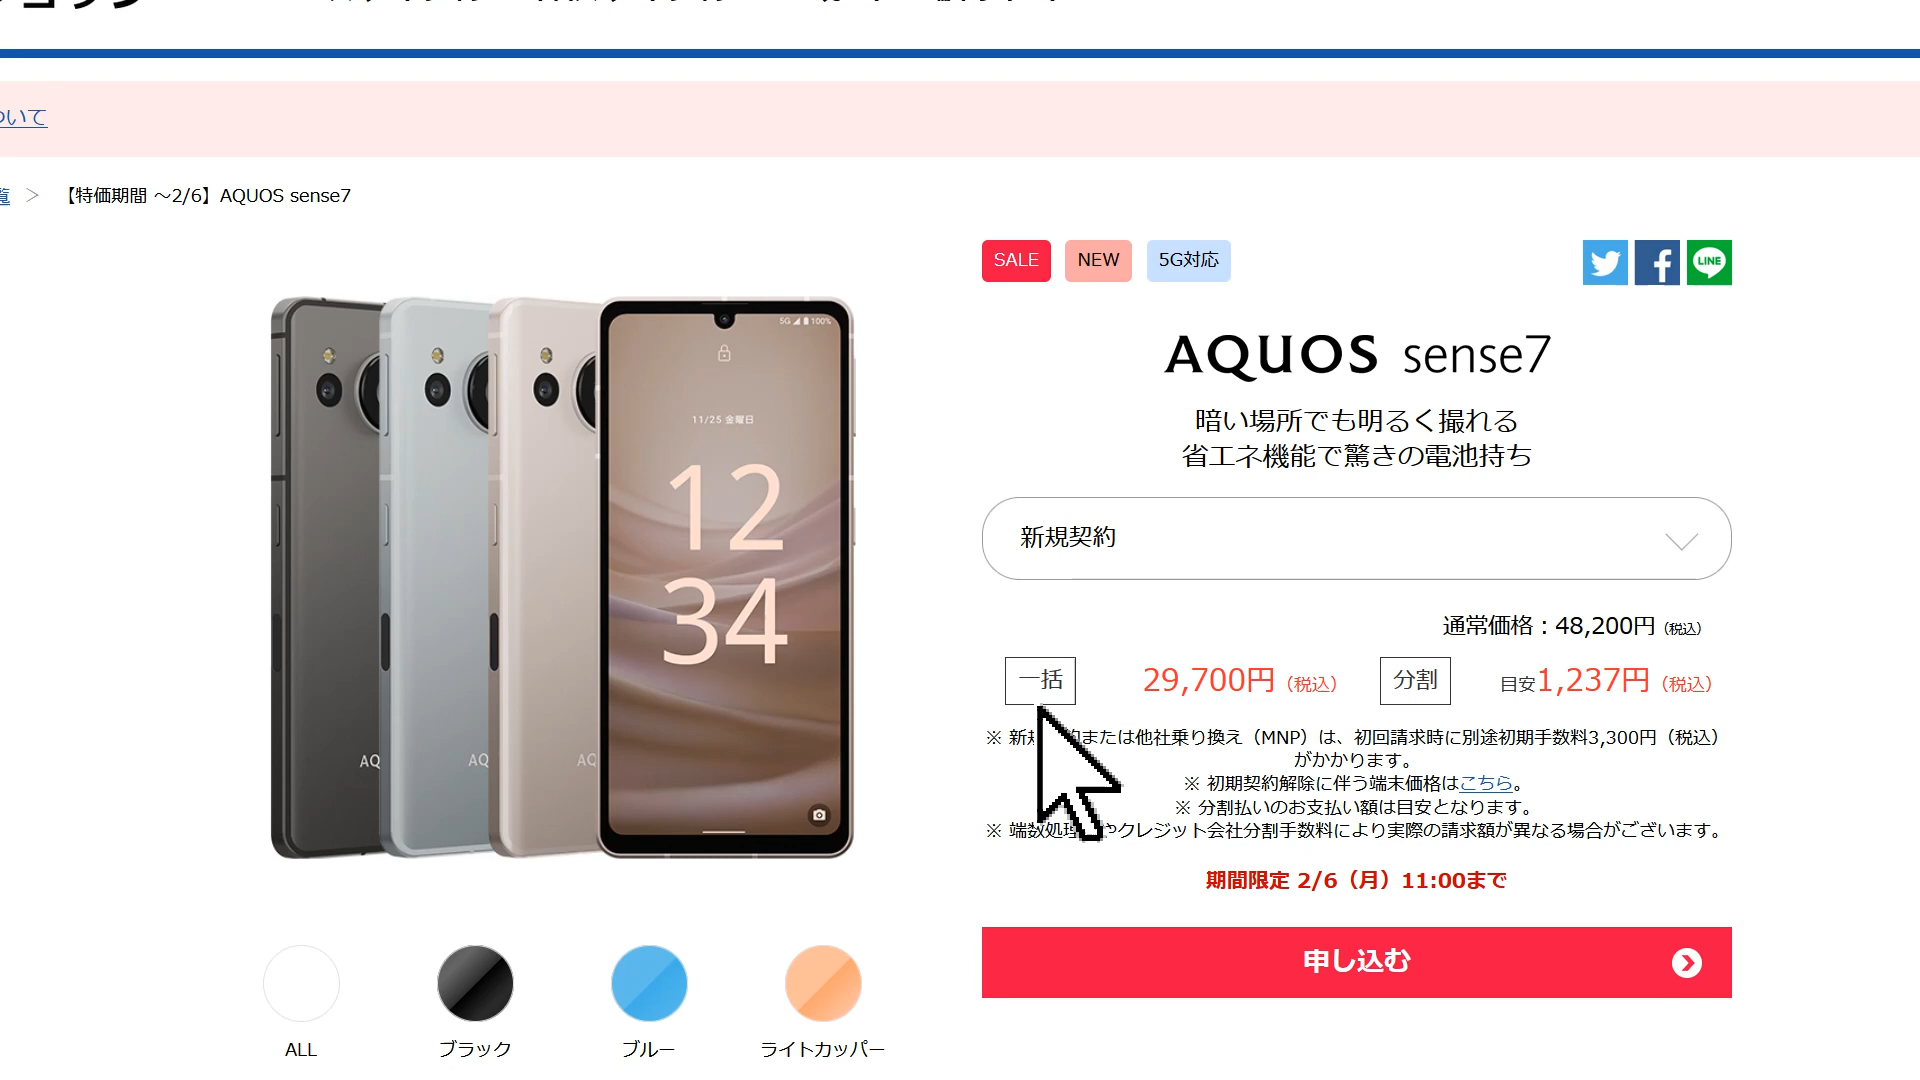 ョップ
ついて
覧 ＞ 【特価期間 ～2/6】AQUOS sense7
SALE
NEW
5G対応
LINE
AQUOS sense7
暗い場所でも明るく撮れる
省エネ機能で驚きの電池持ち
新規契約
通常価格：48,200円（税込）
一括 29,700円（税込） 分割 目安1,237円（税込）
※ 新 または他社乗り換え（MNP）は、初回請求時に別途初期手数料3,300円（税込）
がかかります。
※ 初期契約解除に伴う端末価格はこちら。
※ 分割払いのお支払い額は目安となります。
※ 端数処理 やクレジット会社分割手数料により実際の請求額が異なる場合がございます。
期間限定 2/6（月）11:00まで
申し込む
5G 100%
11/25 金曜日
12
34
AQ
AQ
AQ
ALL
ブラック
ブルー
ライトカッパー